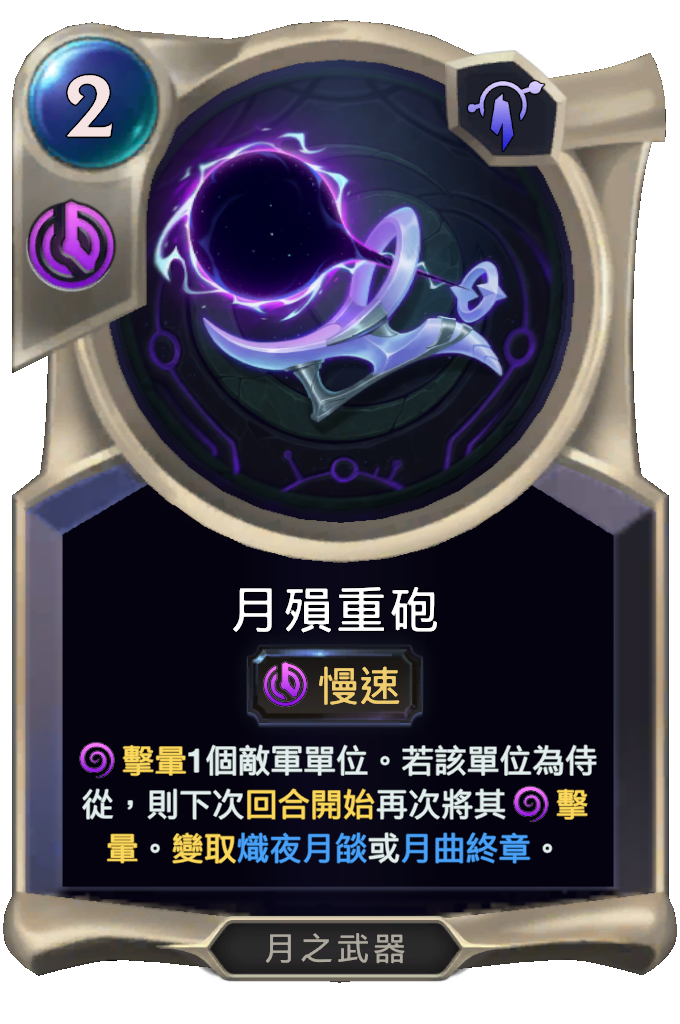 2
月殞重砲
慢速
擊暈1個敵軍單位。若該單位為侍
從，則下次回合開始再次將其擊
暈。變取熾夜月燄或月曲終章。
月之武器